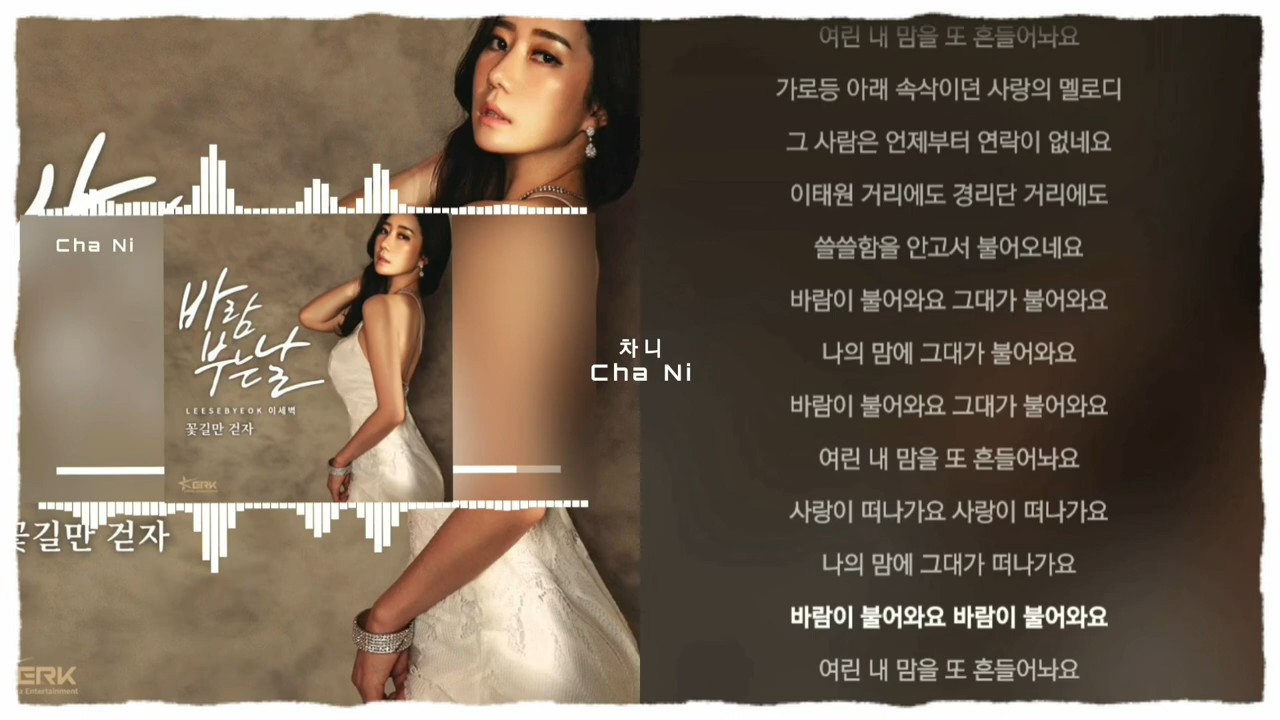 Cha Ni
바람
부는날
LEESEBYEOK 이세벽
꽃길만 걷자
ERK
꽃길만 걷자
ERK
Entertainment
차니
Cha Ni
여린 내 맘을 또 흔들어놔요
가로등 아래 속삭이던 사랑의 멜로디
그 사람은 언제부터 연락이 없네요
이태원 거리에도 경리단 거리에도
쓸쓸함을 안고서 불어오네요
바람이 불어와요 그대가 불어와요
나의 맘에 그대가 불어와요
바람이 불어와요 그대가 불어와요
여린 내 맘을 또 흔들어놔요
사랑이 떠나가요 사랑이 떠나가요
나의 맘에 그대가 떠나가요
바람이 불어와요 바람이 불어와요
여린 내 맘을 또 흔들어놔요